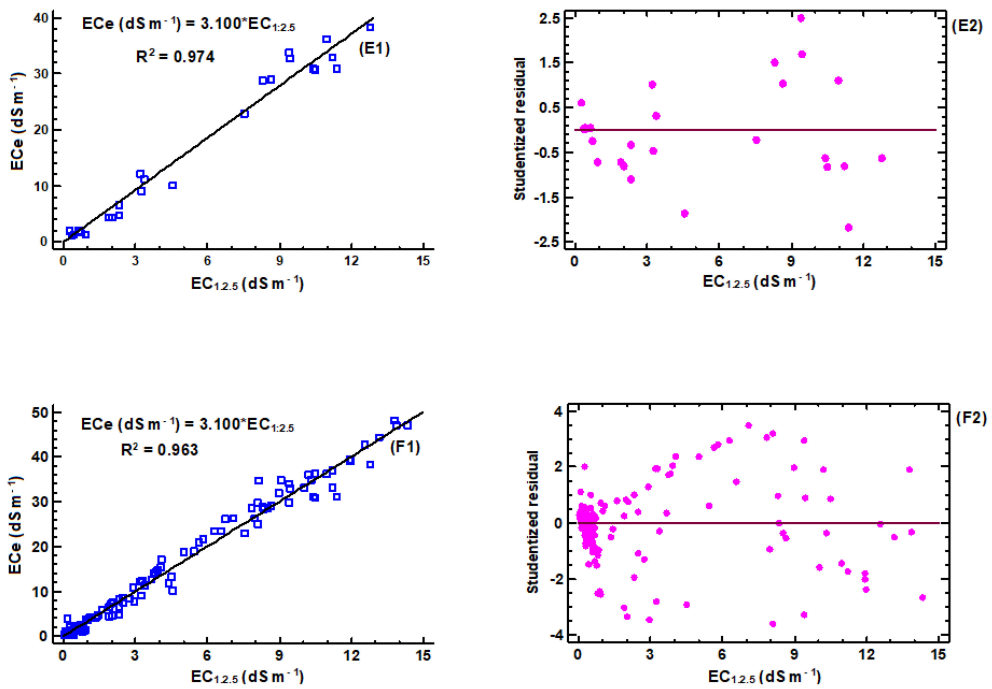 ECe (dS m⁻¹) = 3.100*EC1:2.5
R² = 0.974
(E1)
ECe (dS m⁻¹)
40
30
20
10
0
0 3 6 9 12 15
EC1:2.5 (dS m⁻¹)
(E2)
Studentized residual
2.5
1.5
0.5
-0.5
-1.5
-2.5
0 3 6 9 12 15
EC1:2.5 (dS m⁻¹)
ECe (dS m⁻¹) = 3.100*EC1:2.5
R² = 0.963
(F1)
ECe (dS m⁻¹)
50
40
30
20
10
0
0 3 6 9 12 15
EC1:2.5 (dS m⁻¹)
(F2)
Studentized residual
4
2
0
-2
-4
0 3 6 9 12 15
EC1:2.5 (dS m⁻¹)